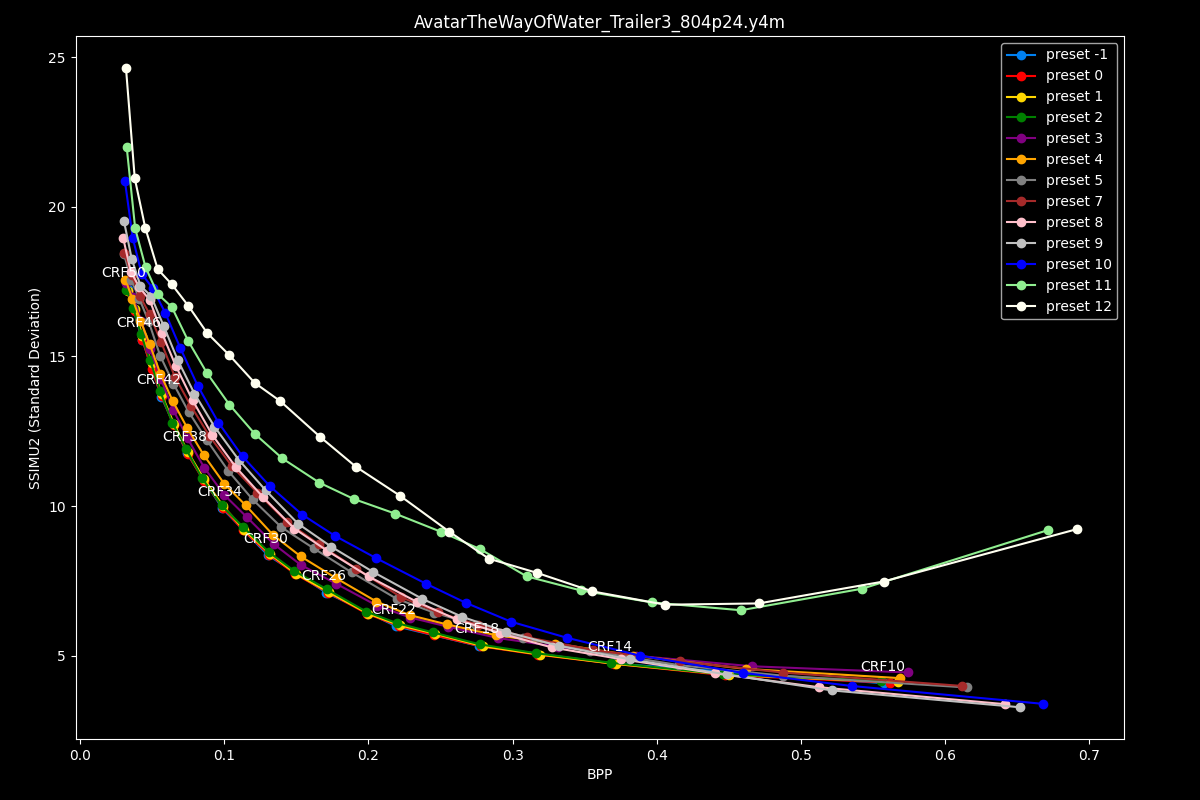 AvatarTheWayOfWater_Trailer3_804p24.y4m
25
20
15
10
5
SSIMU2 (Standard Deviation)
preset -1
preset 0
preset 1
preset 2
preset 3
preset 4
preset 5
preset 7
preset 8
preset 9
preset 10
preset 11
preset 12
CRF50
CRF46
CRF42
CRF38
CRF34
CRF30
CRF26
CRF22
CRF18
CRF14
CRF10
0.0 0.1 0.2 0.3 0.4 0.5 0.6 0.7
BPP